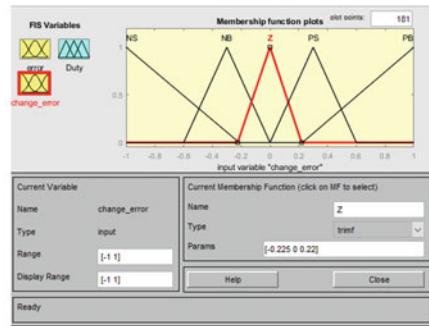 FIS Variables
Membership function plots
plot points:
181
error
Duty
change_error
NS
NB
Z
PS
PB
1
0.5
0
-1
-0.8
-0.6
-0.4
-0.2
0
0.2
0.4
0.6
0.8
1
input variable "change_error"
Current Variable
Name
change_error
Type
input
Range
[-1 1]
Display Range
[-1 1]
Current Membership Function (click on MF to select)
Name
Z
Type
trimf
Params
[-0.225 0 0.22]
Help
Close
Ready